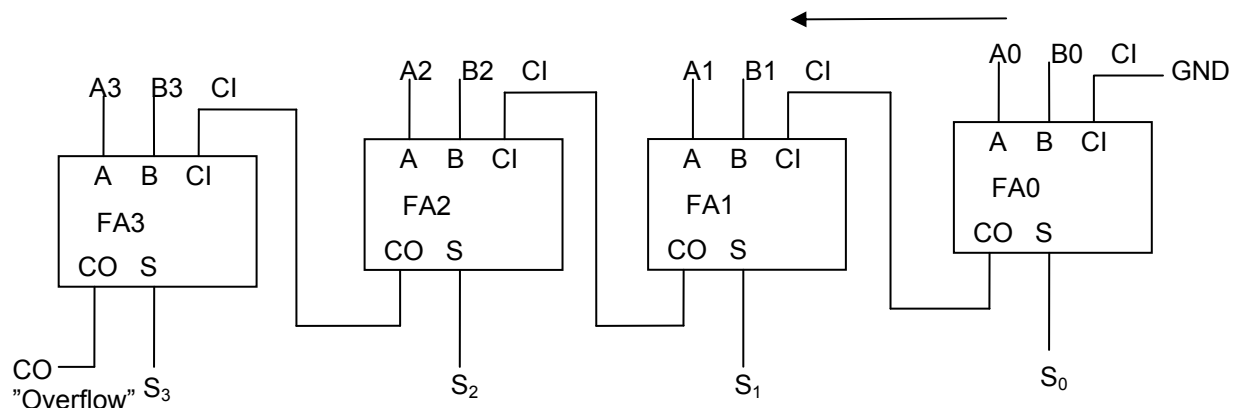 A3 B3 CI
A2 B2 CI
A1 B1 CI
A0 B0 CI
GND
A B CI
FA3
CO S
A B CI
FA2
CO S
A B CI
FA1
CO S
A B CI
FA0
CO S
CO
”Overflow”
S3
S2
S1
S0